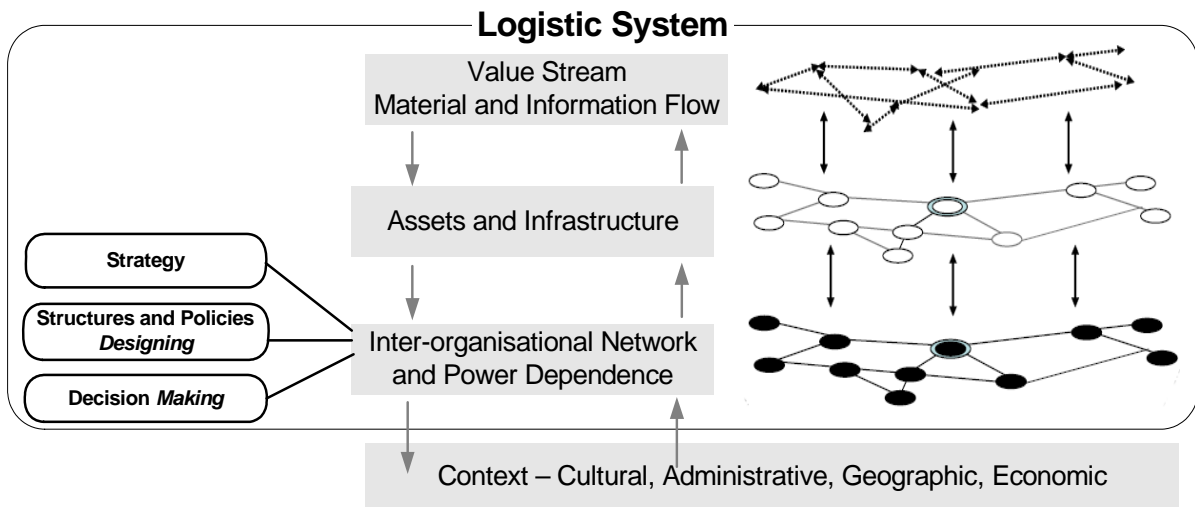 Logistic System
Value Stream
Material and Information Flow
Assets and Infrastructure
Strategy
Structures and Policies
Designing
Decision Making
Inter-organisational Network
and Power Dependence
Context – Cultural, Administrative, Geographic, Economic